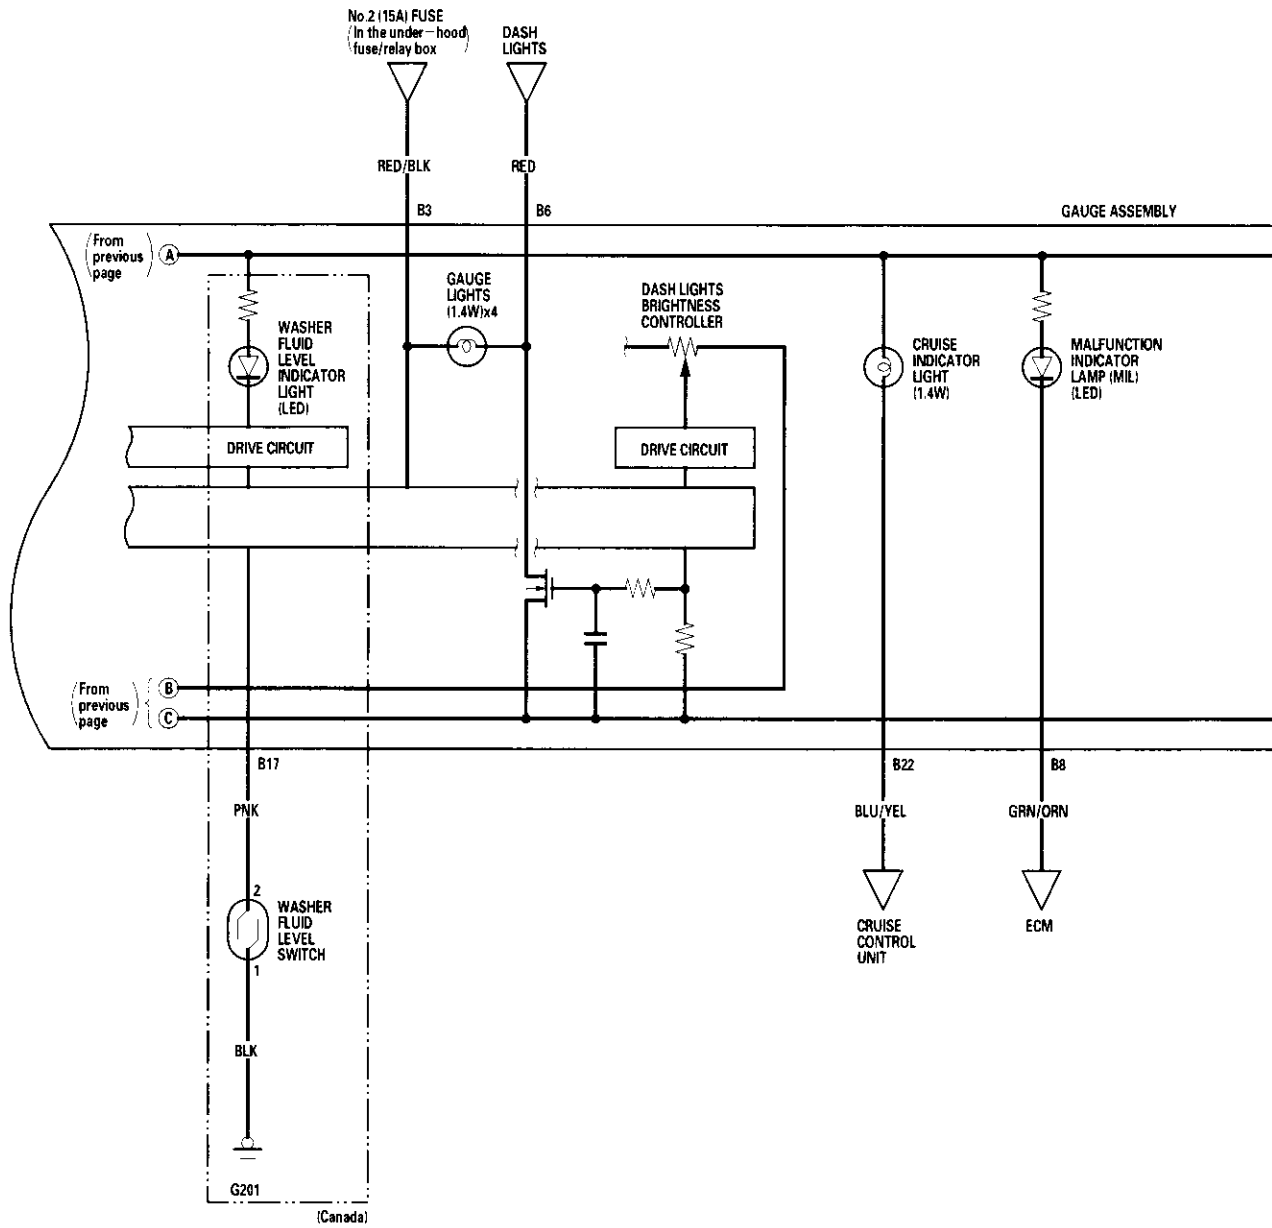 No.2 (15A) FUSE
(In the under-hood)
fuse/relay box
DASH
LIGHTS
RED/BLK
RED
B3
B6
GAUGE ASSEMBLY
(From
previous
page)
A
GAUGE
LIGHTS
(1.4W)x4
DASH LIGHTS
BRIGHTNESS
CONTROLLER
WASHER
FLUID
LEVEL
INDICATOR
LIGHT
(LED)
CRUISE
INDICATOR
LIGHT
(1.4W)
MALFUNCTION
INDICATOR
LAMP (MIL)
(LED)
DRIVE CIRCUIT
DRIVE CIRCUIT
(From
previous
page)
B
C
B17
B22
B8
PNK
BLU/YEL
GRN/ORN
2
WASHER
FLUID
LEVEL
SWITCH
1
CRUISE
CONTROL
UNIT
ECM
BLK
G201
(Canada)